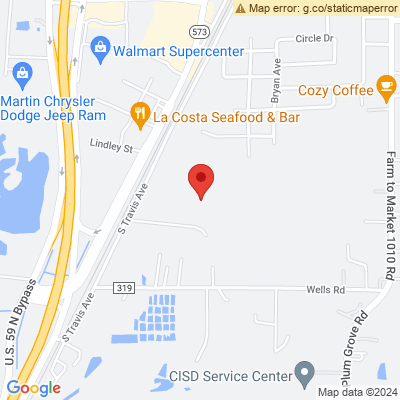 Map error: g.co/staticmaperror
573
Circle Dr
Walmart Supercenter
Bryan Ave
Martin Chrysler
Dodge Jeep Ram
Cozy Coffee
La Costa Seafood & Bar
Lindley St
Farm to Market 1010 Rd
S Travis Ave
319
Wells Rd
U.S. 59 N Bypass
S Travis Ave
Plum Grove Rd
CISD Service Center
Google
Map data ©2024